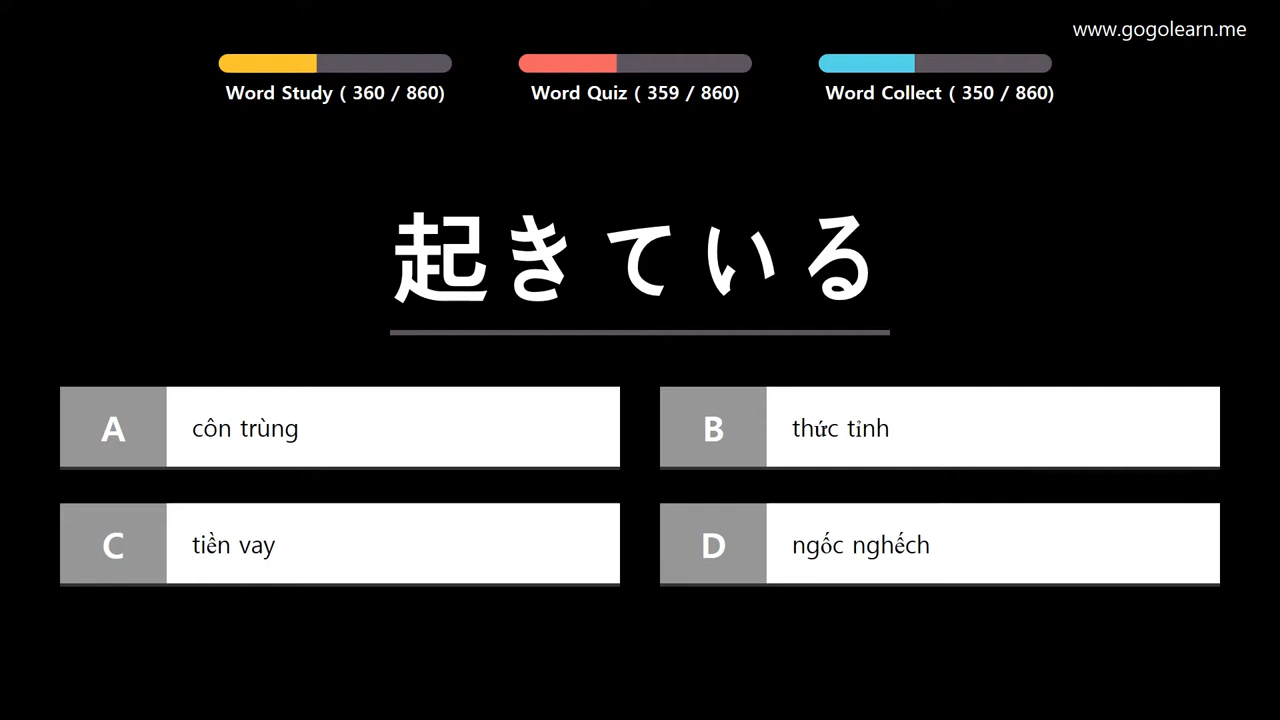 www.gogolearn.me
Word Study ( 360 / 860)
Word Quiz ( 359 / 860)
Word Collect ( 350 / 860)
起きている
A
côn trùng
B
thức tỉnh
C
tiền vay
D
ngốc nghếch